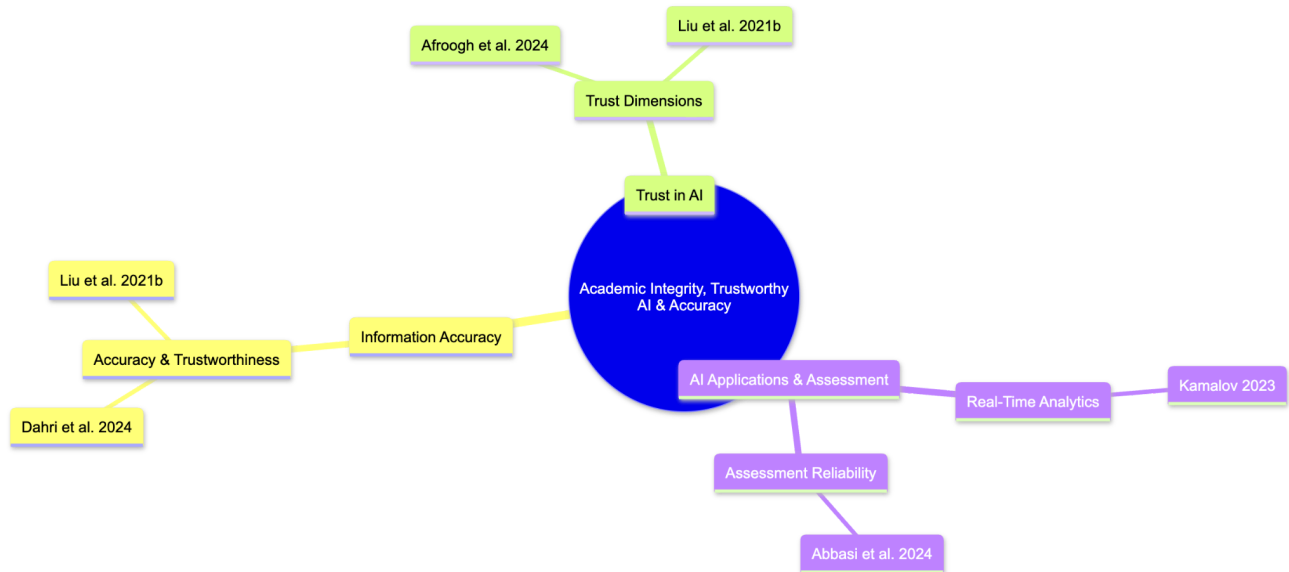 Liu et al. 2021b
Afroogh et al. 2024
Trust Dimensions
Trust in AI
Academic Integrity, Trustworthy
AI & Accuracy
Liu et al. 2021b
Information Accuracy
Accuracy & Trustworthiness
Dahri et al. 2024
AI Applications & Assessment
Real-Time Analytics
Kamalov 2023
Assessment Reliability
Abbasi et al. 2024